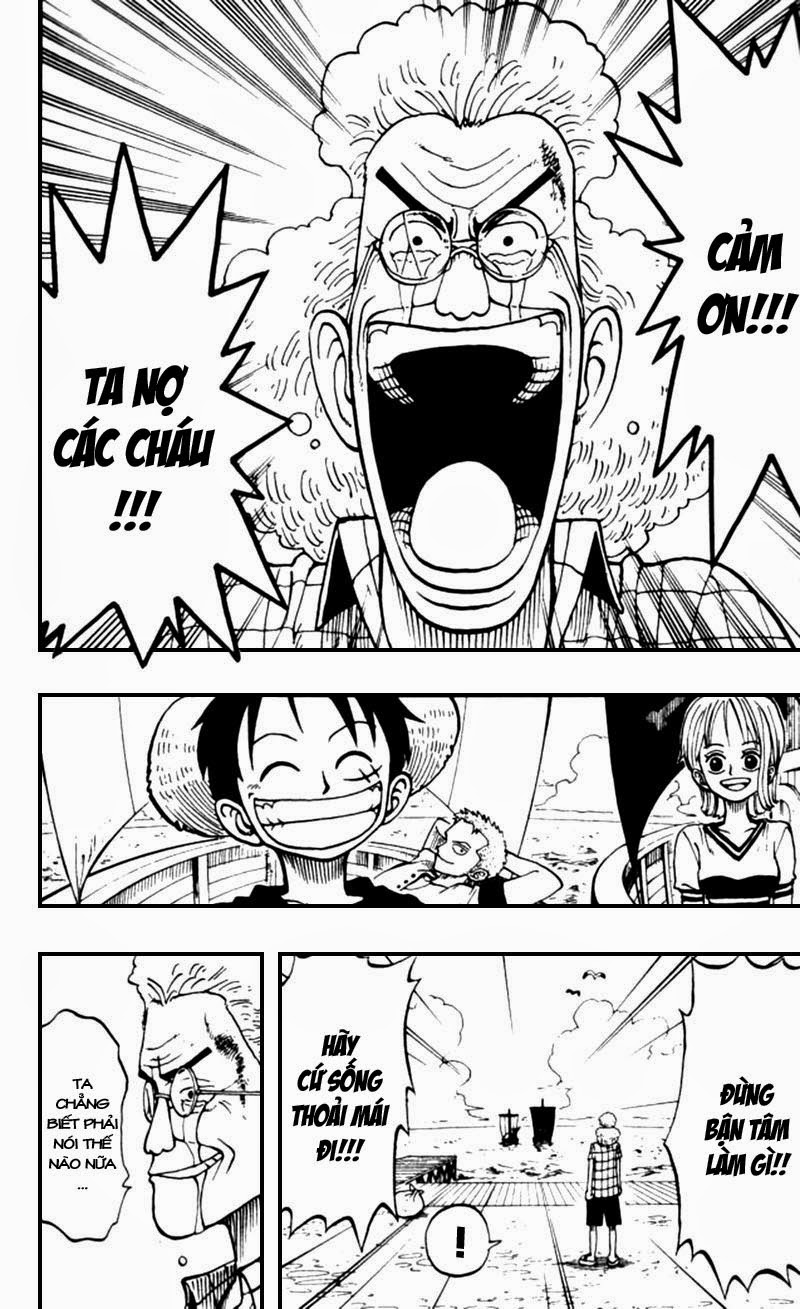 CẢM
ƠN!!!
TA NỢ
CÁC CHÁU
!!!
ĐỪNG
BẬN TÂM
LÀM GÌ!!
HÃY
CỨ SỐNG
THOẢI MÁI
ĐI!!!
!
TA
CHẲNG
BIẾT PHẢI
NÓI THẾ
NÀO NỮA
...